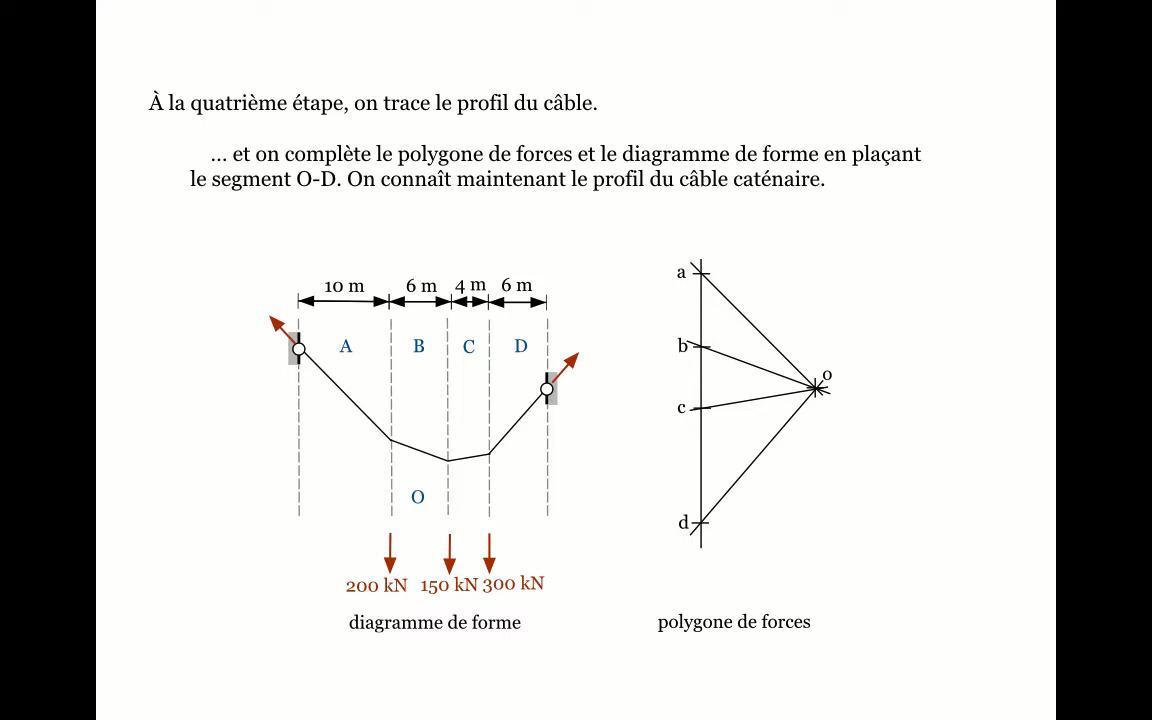 À la quatrième étape, on trace le profil du câble.
... et on complète le polygone de forces et le diagramme de forme en plaçant
le segment O-D. On connaît maintenant le profil du câble caténaire.
10 m 6 m 4 m 6 m
A B C D
O
200 kN 150 kN 300 kN
diagramme de forme
a
b
o
c
d
polygone de forces